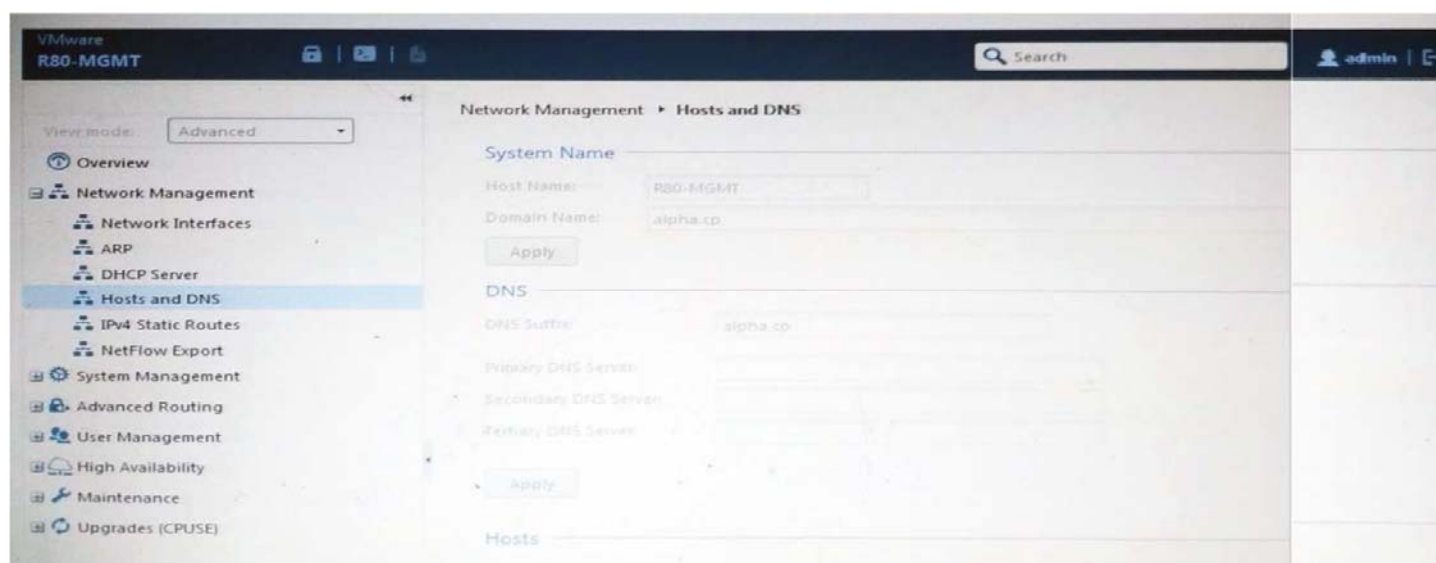 VMware
R80-MGMT
Search
admin
View mode: Advanced
Overview
Network Management
Network Interfaces
ARP
DHCP Server
Hosts and DNS
IPv4 Static Routes
NetFlow Export
System Management
Advanced Routing
User Management
High Availability
Maintenance
Upgrades (CPUSE)
Network Management ‣ Hosts and DNS
System Name
Host Name: R80-MGMT
Domain Name: alpha.cp
Apply
DNS
DNS Suffix: alpha.cp
Primary DNS Server:
Secondary DNS Server:
Tertiary DNS Server:
Apply
Hosts